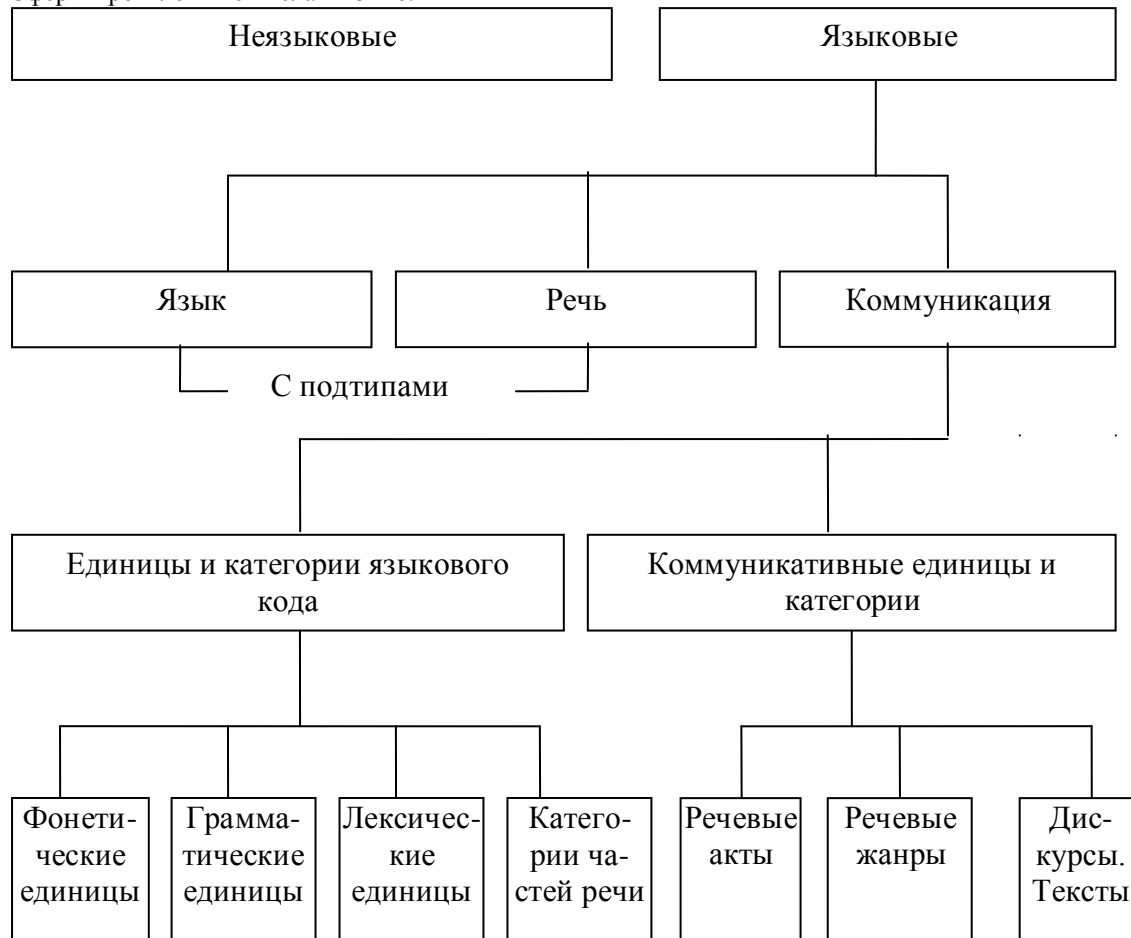 Неязыковые
Языковые
Язык
Речь
Коммуникация
С подтипами
Единицы и категории языкового
кода
Коммуникативные единицы и
категории
Фонети-
ческие
единицы
Грамма-
тические
единицы
Лексичес-
кие
единицы
Катего-
рии ча-
стей речи
Речевые
акты
Речевые
жанры
Дис-
курсы.
Тексты